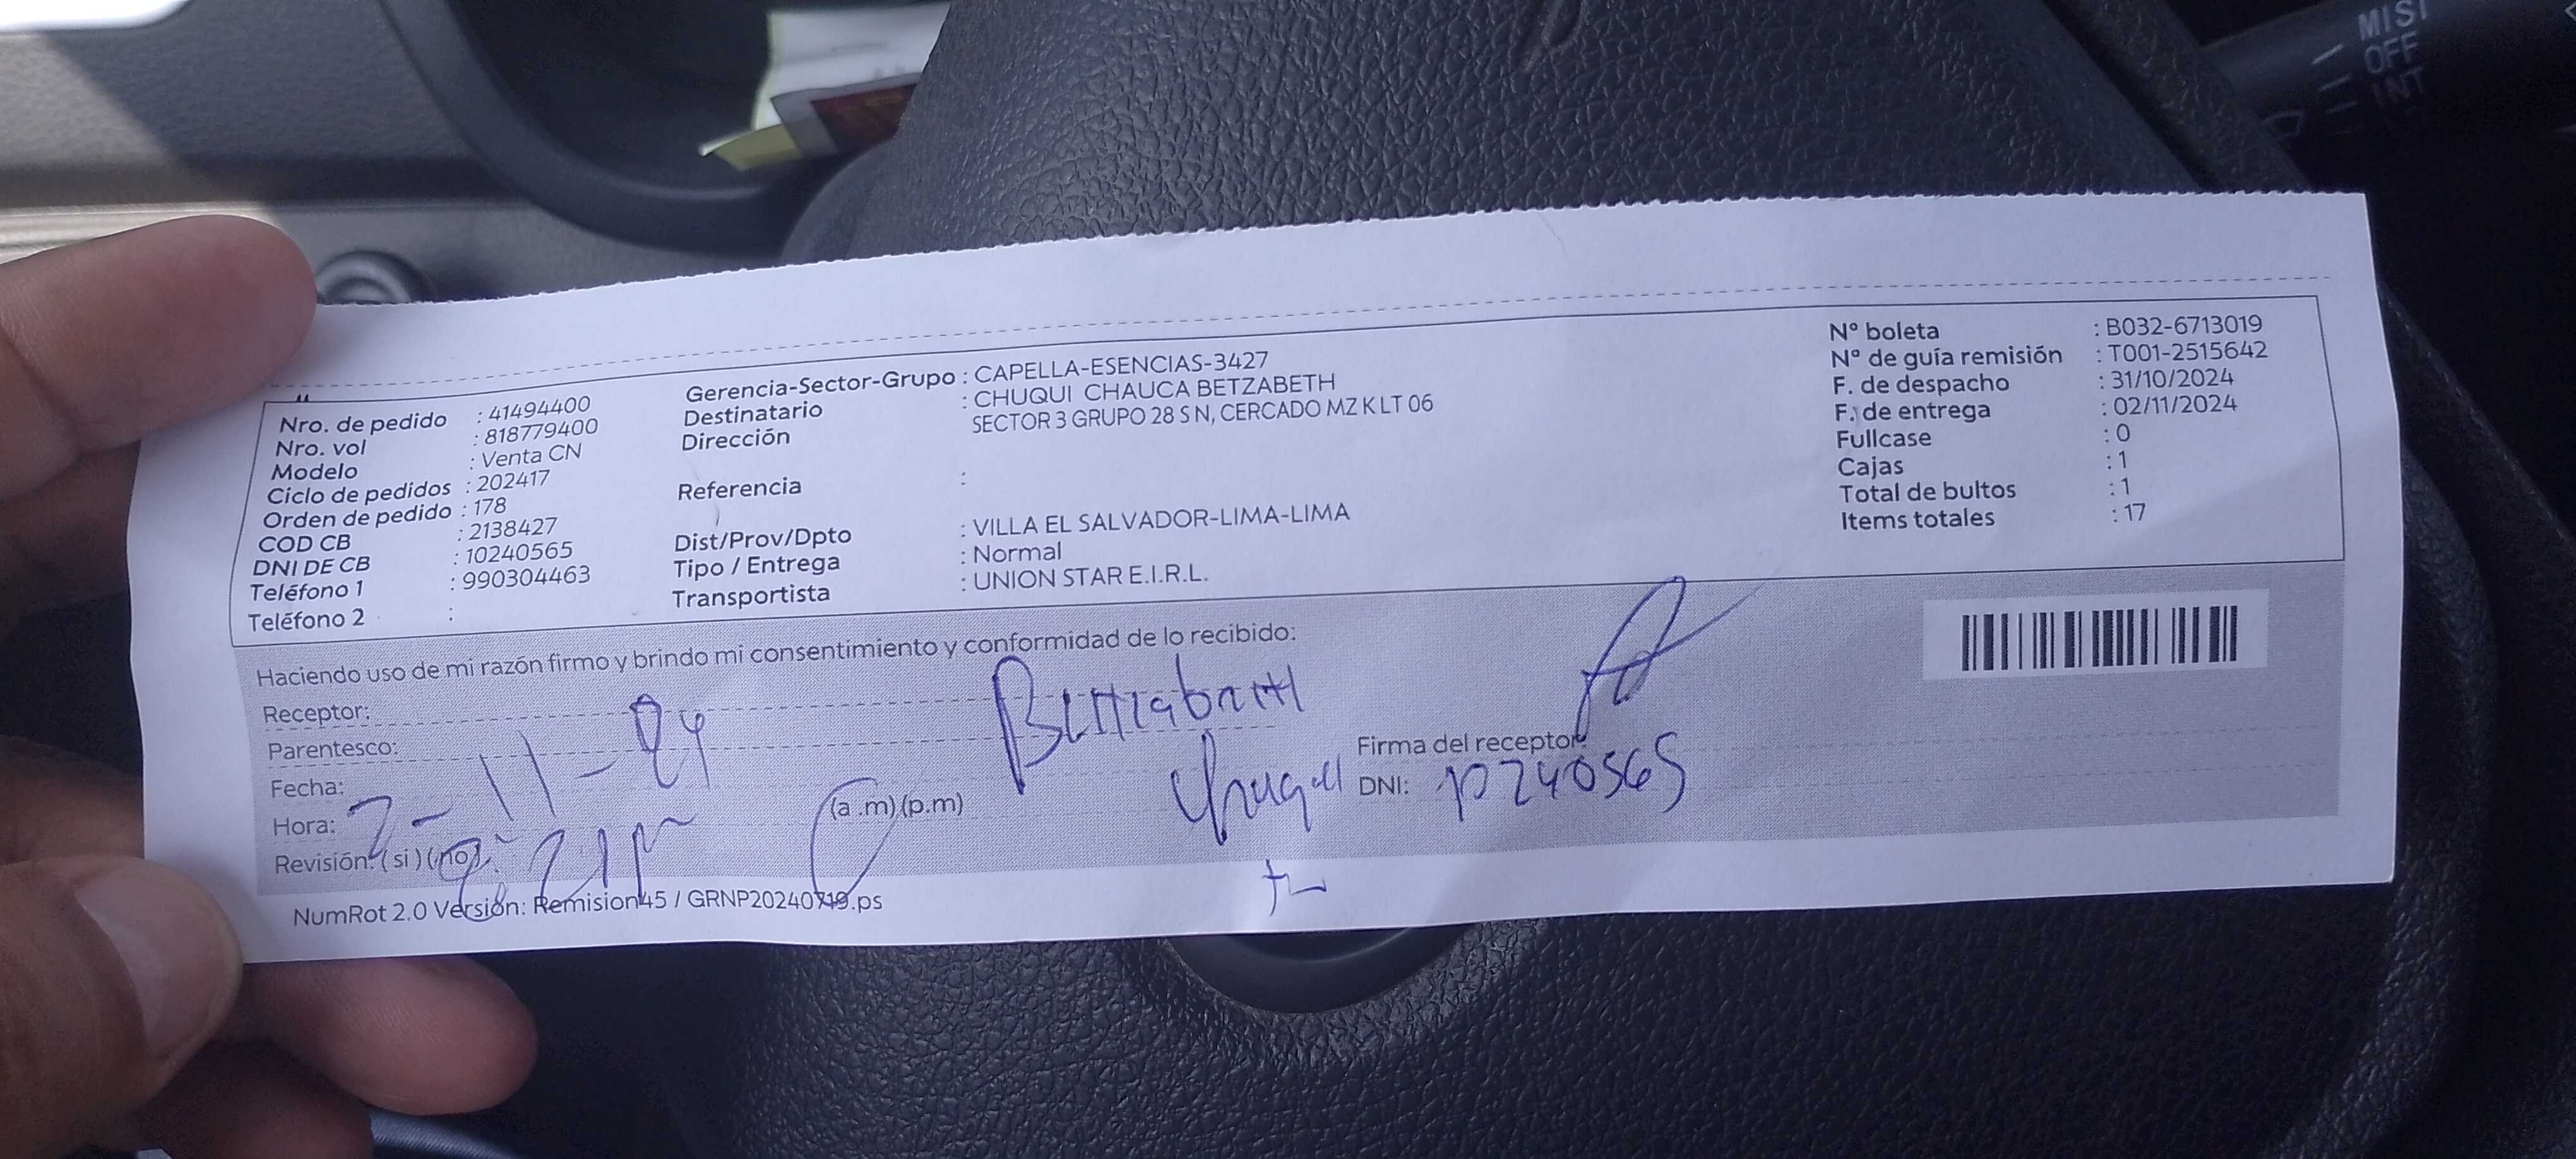 MIST
OFF
INT
Nro. de pedido : 41494400
Nro. vol : 818779400
Modelo : Venta CN
Ciclo de pedidos : 202417
Orden de pedido : 178
COD CB : 2138427
DNI DE CB : 10240565
Teléfono 1 : 990304463
Teléfono 2 :
Gerencia-Sector-Grupo : CAPELLA-ESENCIAS-3427
Destinatario : CHUQUI CHAUCA BETZABETH
Dirección SECTOR 3 GRUPO 28 S N, CERCADO MZ K LT 06
Referencia :
Dist/Prov/Dpto : VILLA EL SALVADOR-LIMA-LIMA
Tipo / Entrega : Normal
Transportista : UNION STAR E.I.R.L.
Nº boleta : B032-6713019
Nº de guía remisión : T001-2515642
F. de despacho : 31/10/2024
F. de entrega : 02/11/2024
Fullcase : 0
Cajas : 1
Total de bultos : 1
Items totales : 17
Haciendo uso de mi razón firmo y brindo mi consentimiento y conformidad de lo recibido:
Receptor:
Parentesco:
Fecha: 2-11-24
Hora: (a.m)(p.m)
Revisión: (si) (no)
Betzabeth
Firma del receptor:
DNI: 10240565
NumRot 2.0 Versión: Remision45 / GRNP20240719.ps